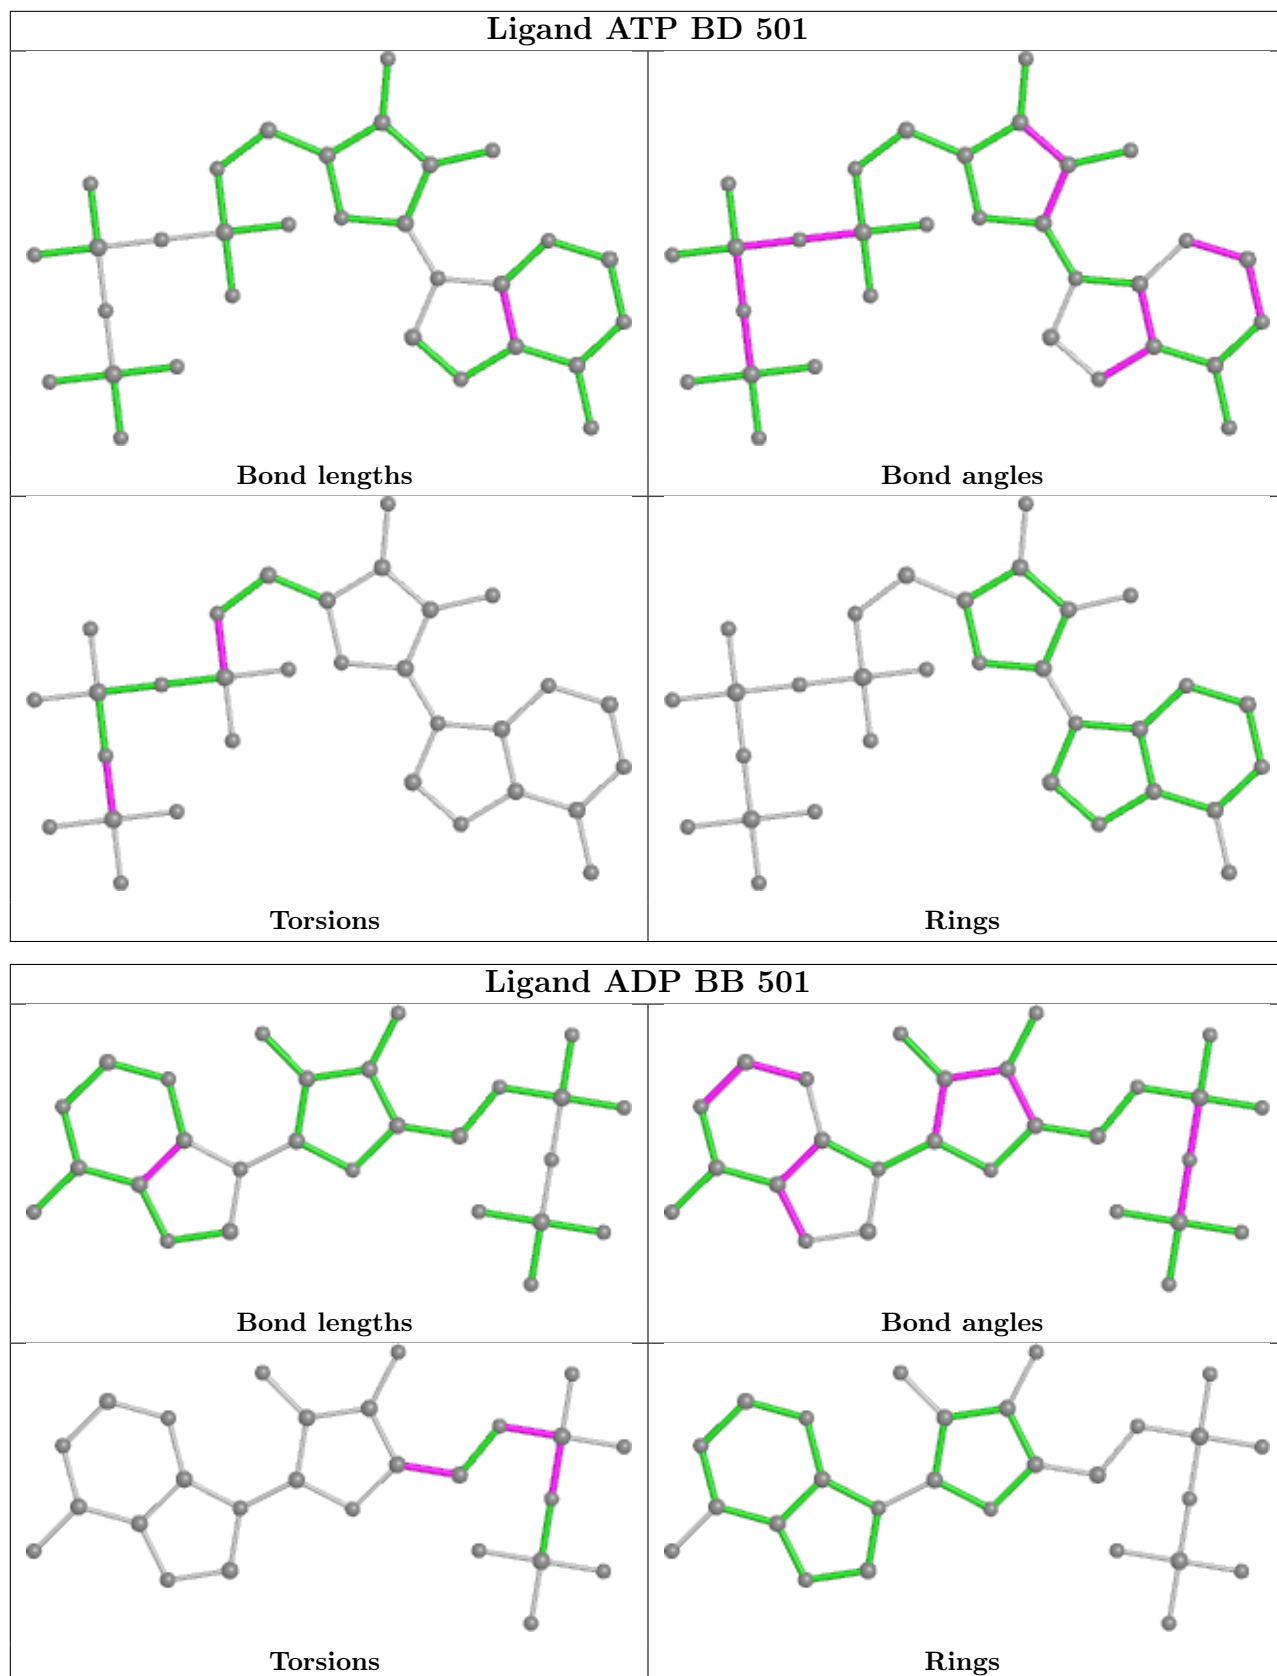 Ligand ATP BD 501
Bond lengths
Bond angles
Torsions
Rings
Ligand ADP BB 501
Bond lengths
Bond angles
Torsions
Rings